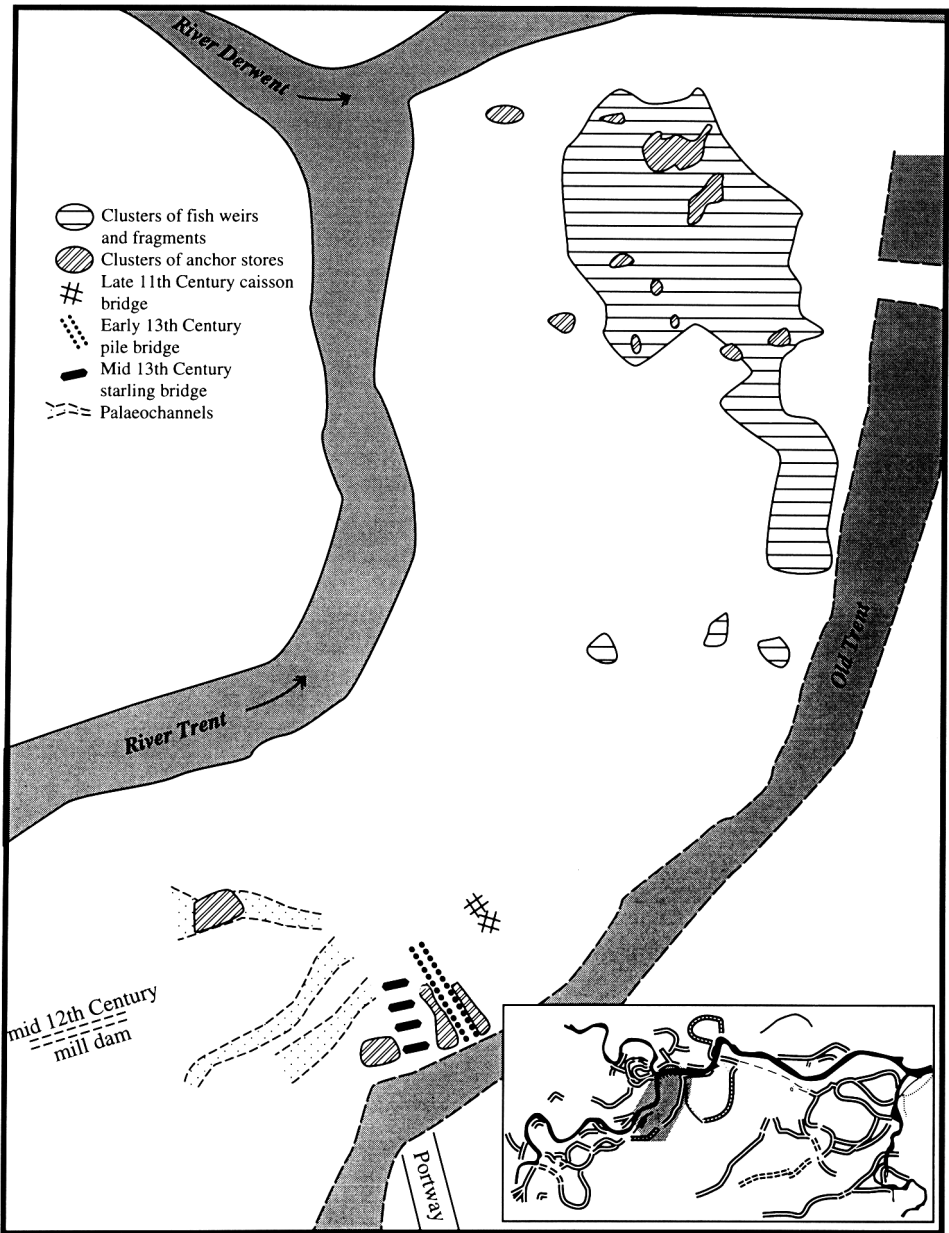 River Derwent
Clusters of fish weirs
and fragments
Clusters of anchor stores
Late 11th Century caisson
bridge
Early 13th Century
pile bridge
Mid 13th Century
starling bridge
Palaeochannels
Old Trent
River Trent
mid 12th Century
mill dam
Portway